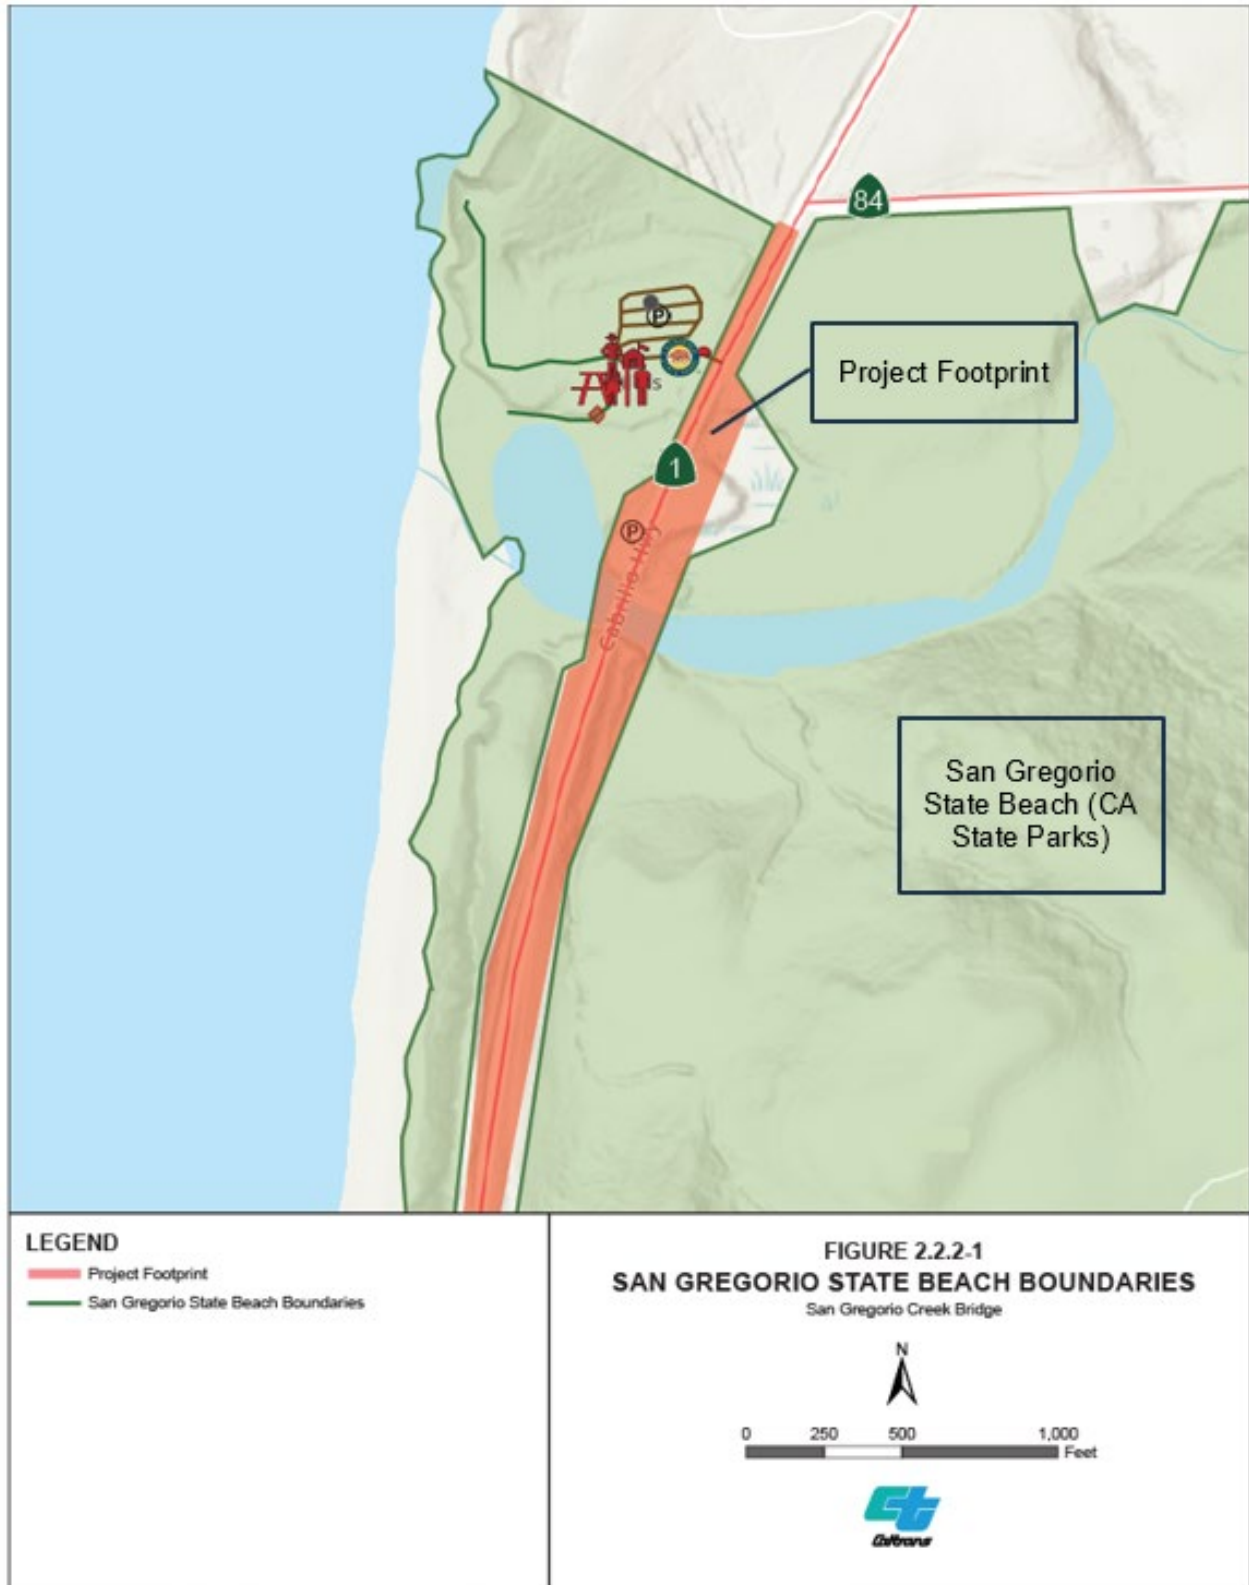 84
Project Footprint
P
s
1
P
Cabrillo Hwy
San Gregorio
State Beach (CA
State Parks)
LEGEND
Project Footprint
San Gregorio State Beach Boundaries
FIGURE 2.2.2-1
SAN GREGORIO STATE BEACH BOUNDARIES
San Gregorio Creek Bridge
N
0 250 500 1,000
Feet
ct
Caltrans